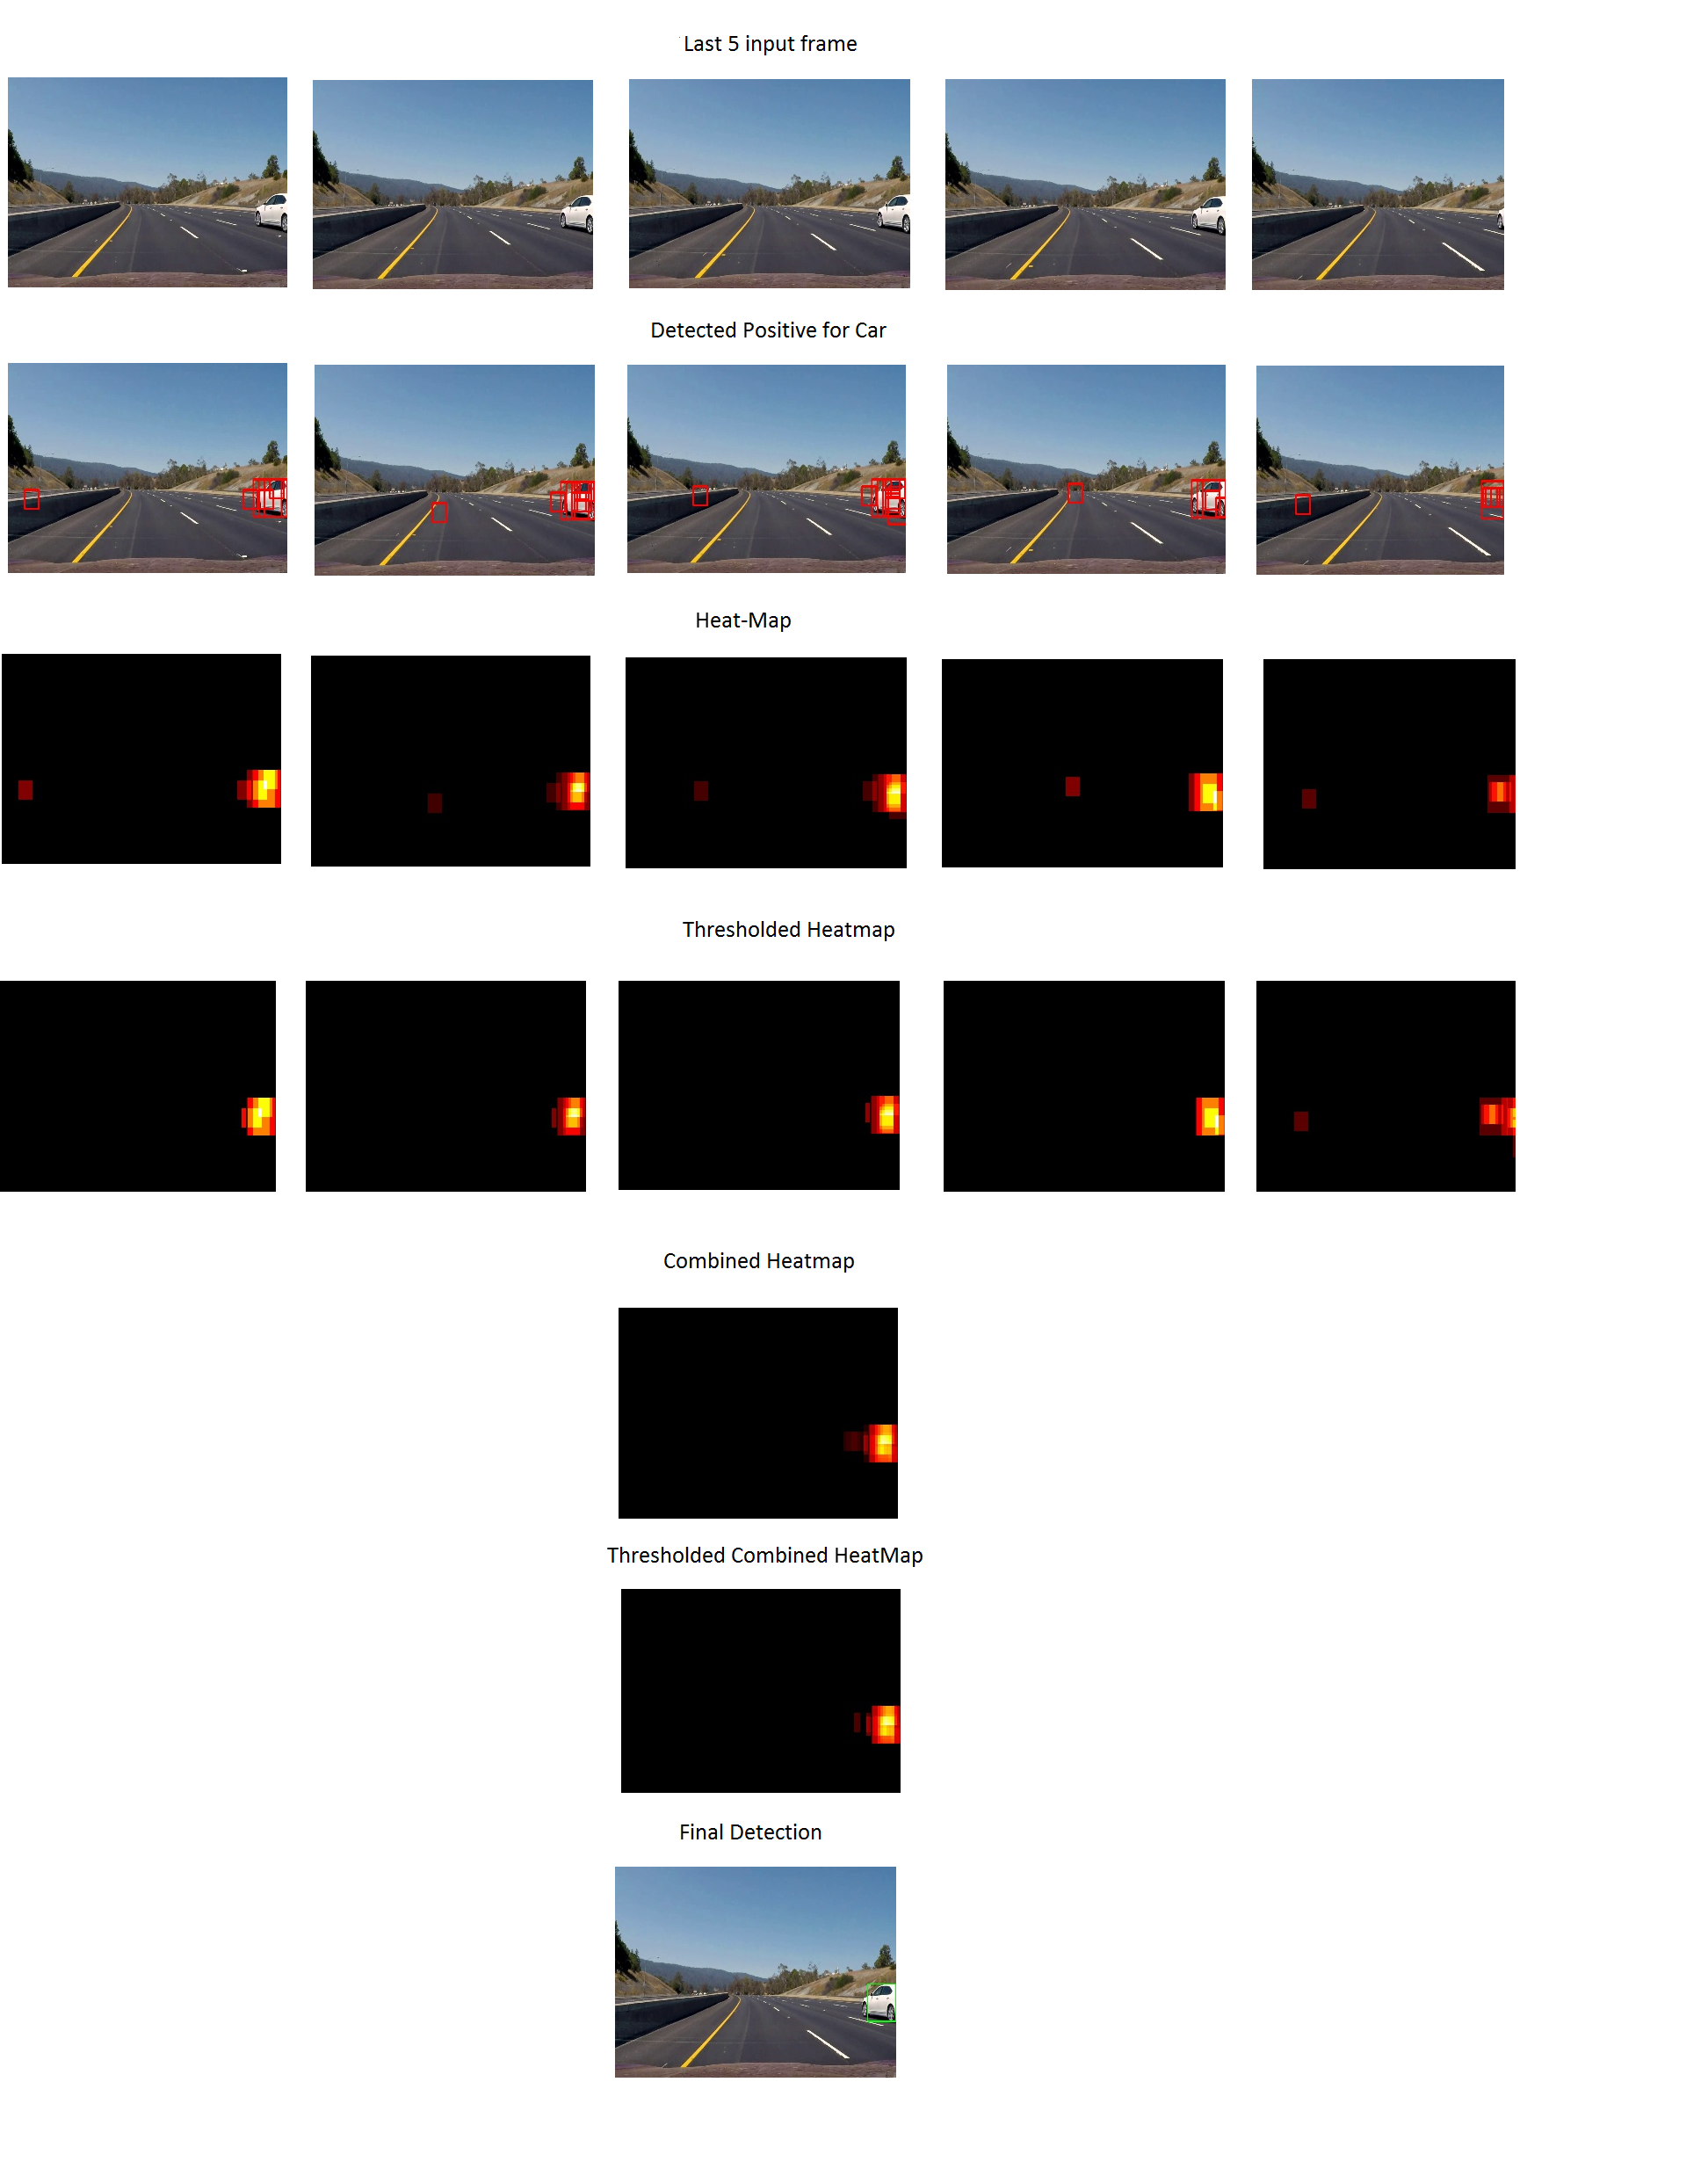 Last 5 input frame
Detected Positive for Car
Heat-Map
Thresholded Heatmap
Combined Heatmap
Thresholded Combined HeatMap
Final Detection